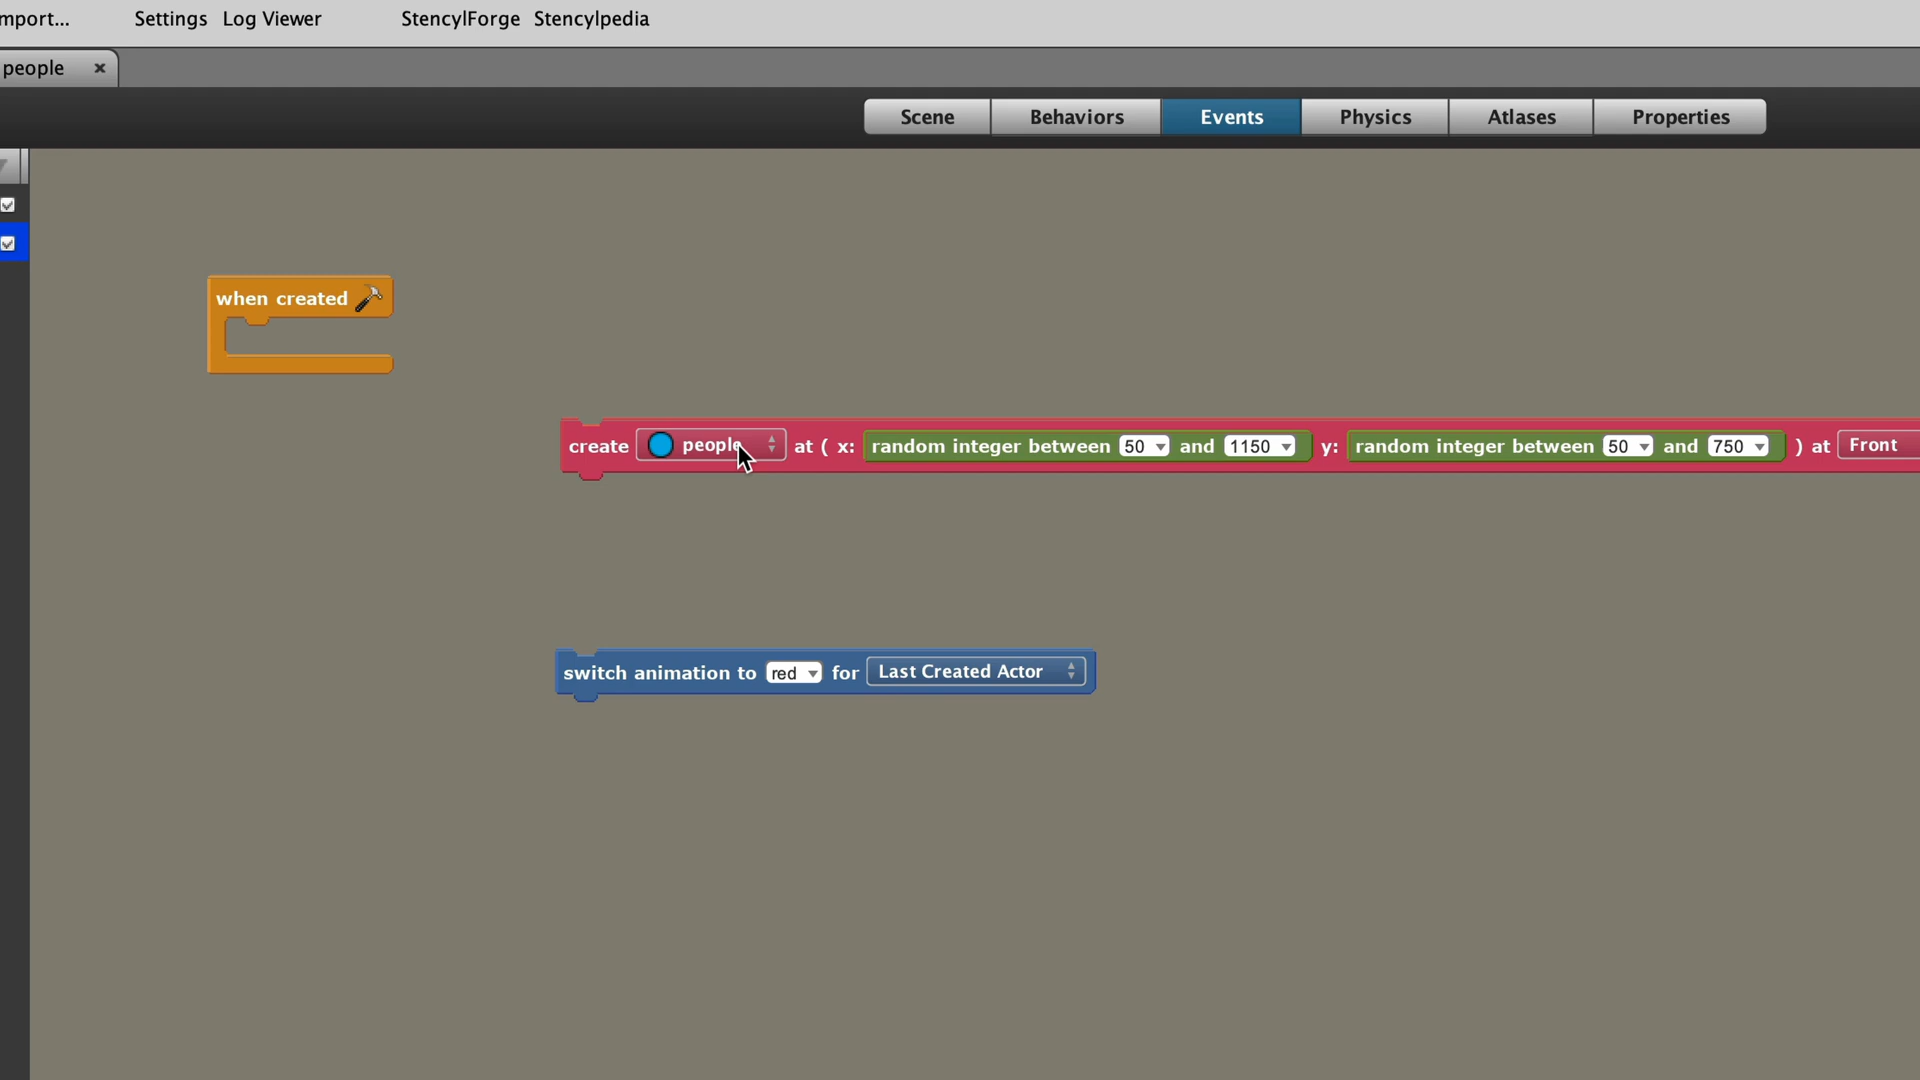 mport... Settings Log Viewer StencylForge Stencylpedia
people
Scene Behaviors Events Physics Atlases Properties
when created
create people at ( x: random integer between 50 and 1150 y: random integer between 50 and 750 ) at Front
switch animation to red for Last Created Actor